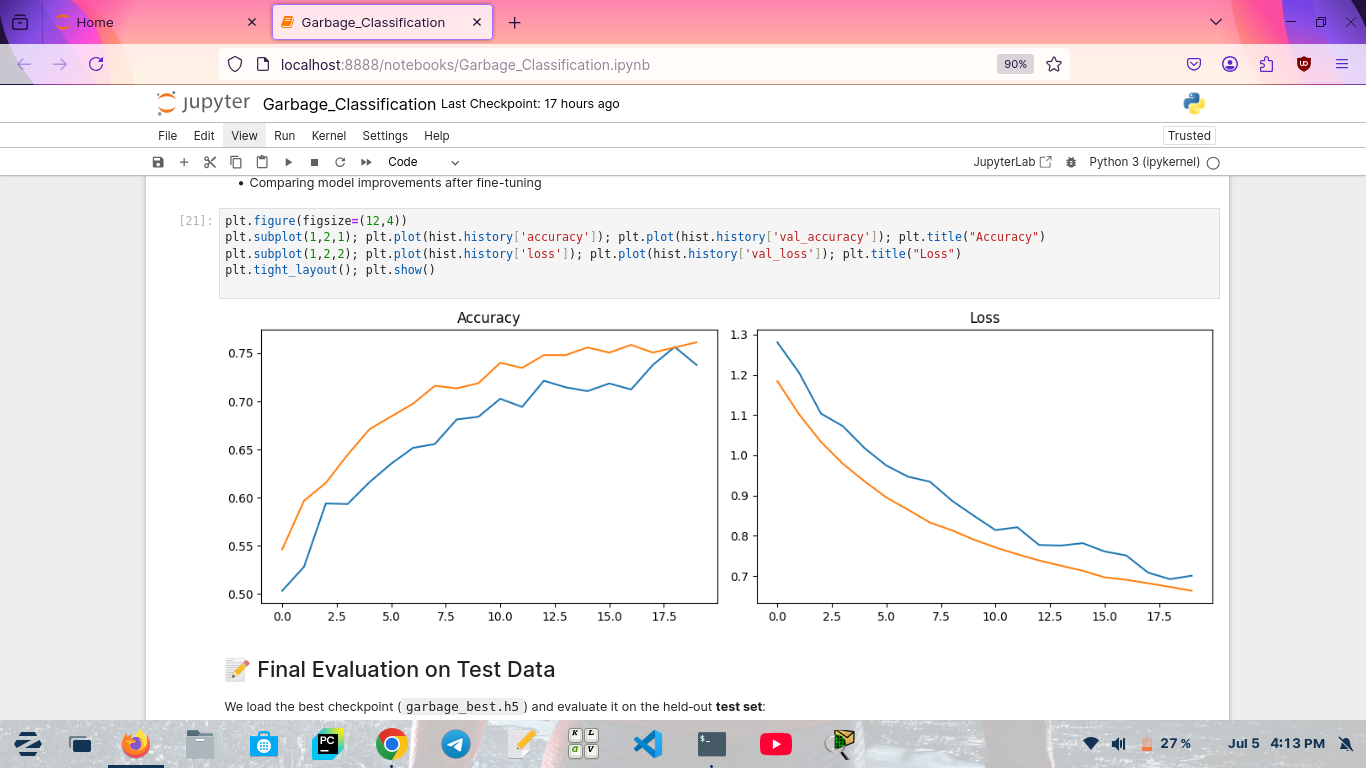 Home
Garbage_Classification
localhost:8888/notebooks/Garbage_Classification.ipynb
90%
jupyter Garbage_Classification Last Checkpoint: 17 hours ago
File Edit View Run Kernel Settings Help
Trusted
Code
JupyterLab
Python 3 (ipykernel)
• Comparing model improvements after fine-tuning
[21]:
plt.figure(figsize=(12,4))
plt.subplot(1,2,1); plt.plot(hist.history['accuracy']); plt.plot(hist.history['val_accuracy']); plt.title("Accuracy")
plt.subplot(1,2,2); plt.plot(hist.history['loss']); plt.plot(hist.history['val_loss']); plt.title("Loss")
plt.tight_layout(); plt.show()
Accuracy
0.75
0.70
0.65
0.60
0.55
0.50
0.0 2.5 5.0 7.5 10.0 12.5 15.0 17.5
Loss
1.3
1.2
1.1
1.0
0.9
0.8
0.7
0.0 2.5 5.0 7.5 10.0 12.5 15.0 17.5
📝 Final Evaluation on Test Data
We load the best checkpoint ( garbage_best.h5 ) and evaluate it on the held-out test set:
PC
K L
a V
27 %
Jul 5 4:13 PM